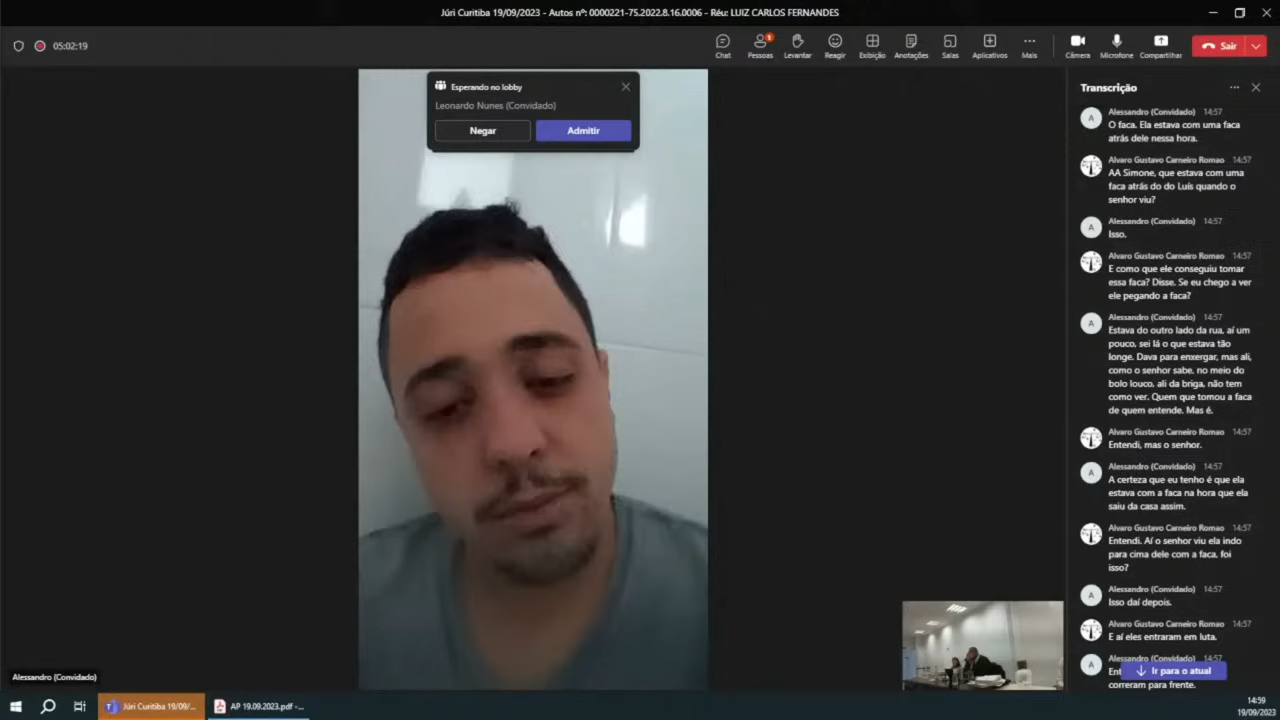 Júri Curitiba 19/09/2023 - Autos nº: 0000221-75.2022.8.16.0006 - Réu: LUIZ CARLOS FERNANDES
05:02:19
Chat
1
Pessoas
Levantar
Reagir
Exibição
Anotações
Salas
Aplicativos
Mais
Câmera
Microfone
Compartilhar
Sair
Esperando no lobby
Leonardo Nunes (Convidado)
Negar
Admitir
Transcrição
A
Alessandro (Convidado) 14:57
O faca. Ela estava com uma faca
atrás dele nessa hora.
Alvaro Gustavo Carneiro Romao 14:57
AA Simone, que estava com uma
faca atrás do do Luís quando o
senhor viu?
A
Alessandro (Convidado) 14:57
Isso.
Alvaro Gustavo Carneiro Romao 14:57
E como que ele conseguiu tomar
essa faca? Disse. Se eu chego a ver
ele pegando a faca?
A
Alessandro (Convidado) 14:57
Estava do outro lado da rua, aí um
pouco, sei lá o que estava tão
longe. Dava para enxergar, mas ali,
como o senhor sabe, no meio do
bolo louco, ali da briga, não tem
como ver. Quem que tomou a faca
de quem entende. Mas é.
Alvaro Gustavo Carneiro Romao 14:57
Entendi, mas o senhor.
A
Alessandro (Convidado) 14:57
A certeza que eu tenho é que ela
estava com a faca na hora que ela
saiu da casa assim.
Alvaro Gustavo Carneiro Romao 14:57
Entendi. Aí o senhor viu ela indo
para cima dele com a faca, foi
isso?
A
Alessandro (Convidado) 14:57
Isso daí depois.
Alvaro Gustavo Carneiro Romao 14:57
E aí eles entraram em luta.
A
Alessandro (Convidado) 14:57
Ent
correram para frente.
Ir para o atual
Alessandro (Convidado)
Júri Curitiba 19/09/...
AP 19.09.2023.pdf -...
14:59
19/09/2023